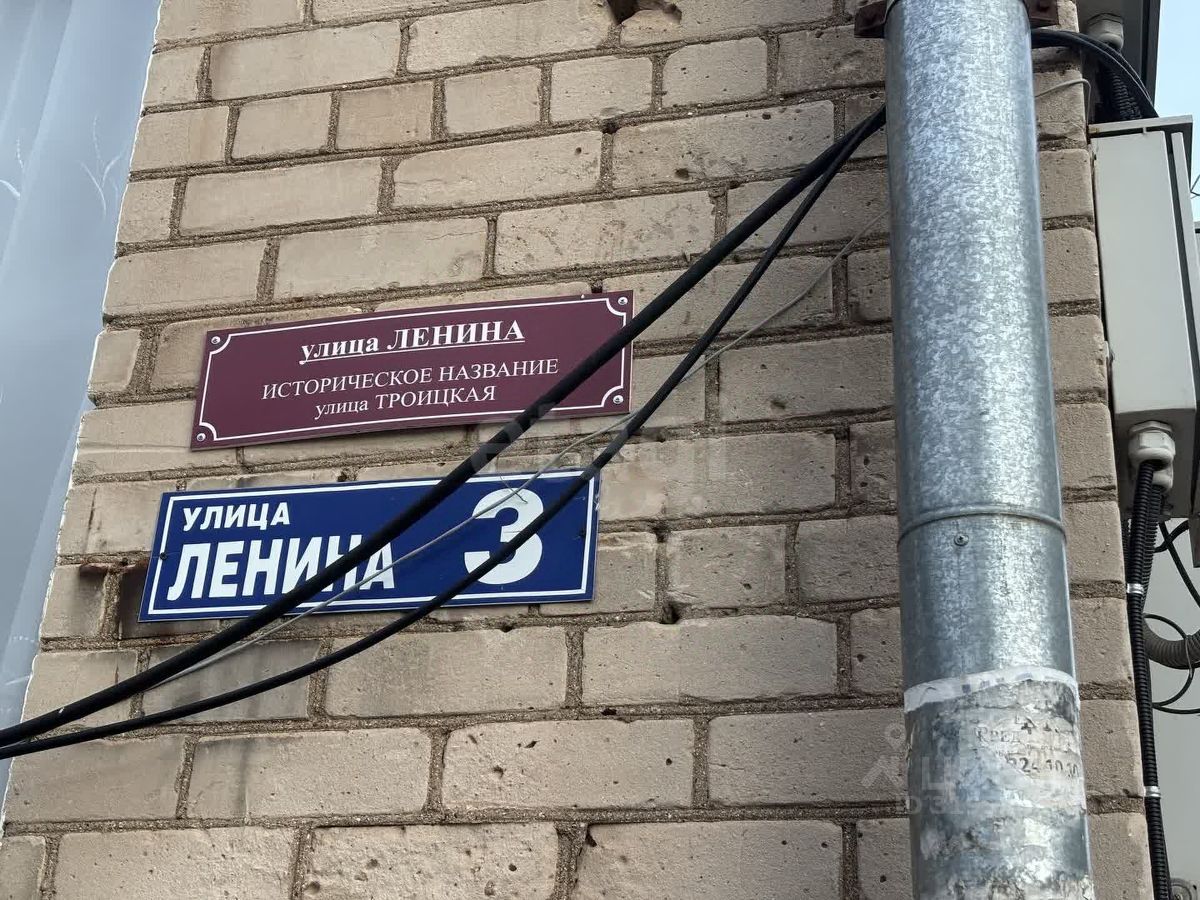 улица ЛЕНИНА
ИСТОРИЧЕСКОЕ НАЗВАНИЕ
улица ТРОИЦКАЯ
УЛИЦА
ЛЕНИНА 3